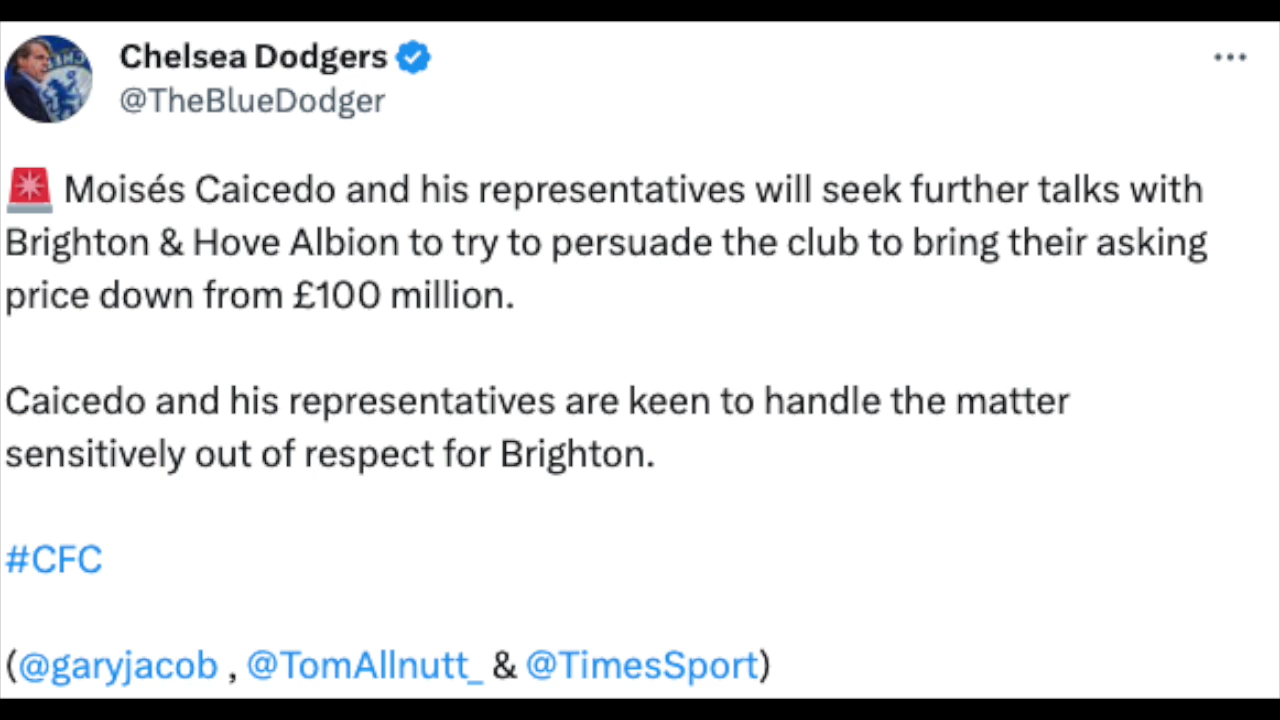 Chelsea Dodgers
@TheBlueDodger
🚨 Moisés Caicedo and his representatives will seek further talks with
Brighton & Hove Albion to try to persuade the club to bring their asking
price down from £100 million.
Caicedo and his representatives are keen to handle the matter
sensitively out of respect for Brighton.
#CFC
(@garyjacob , @TomAllnutt_ & @TimesSport)